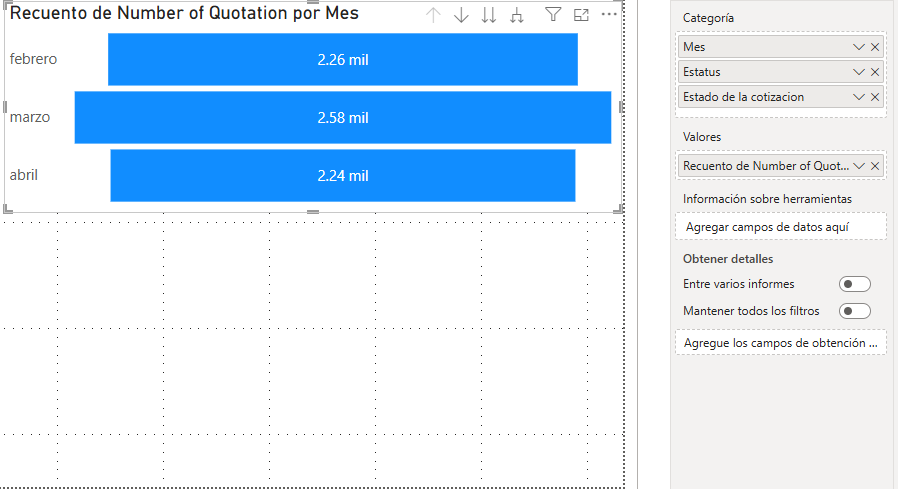 Recuento de Number of Quotation por Mes
febrero
2.26 mil
marzo
2.58 mil
abril
2.24 mil
Categoría
Mes
Estatus
Estado de la cotizacion
Valores
Recuento de Number of Quot...
Información sobre herramientas
Agregar campos de datos aquí
Obtener detalles
Entre varios informes
Mantener todos los filtros
Agregue los campos de obtención ...